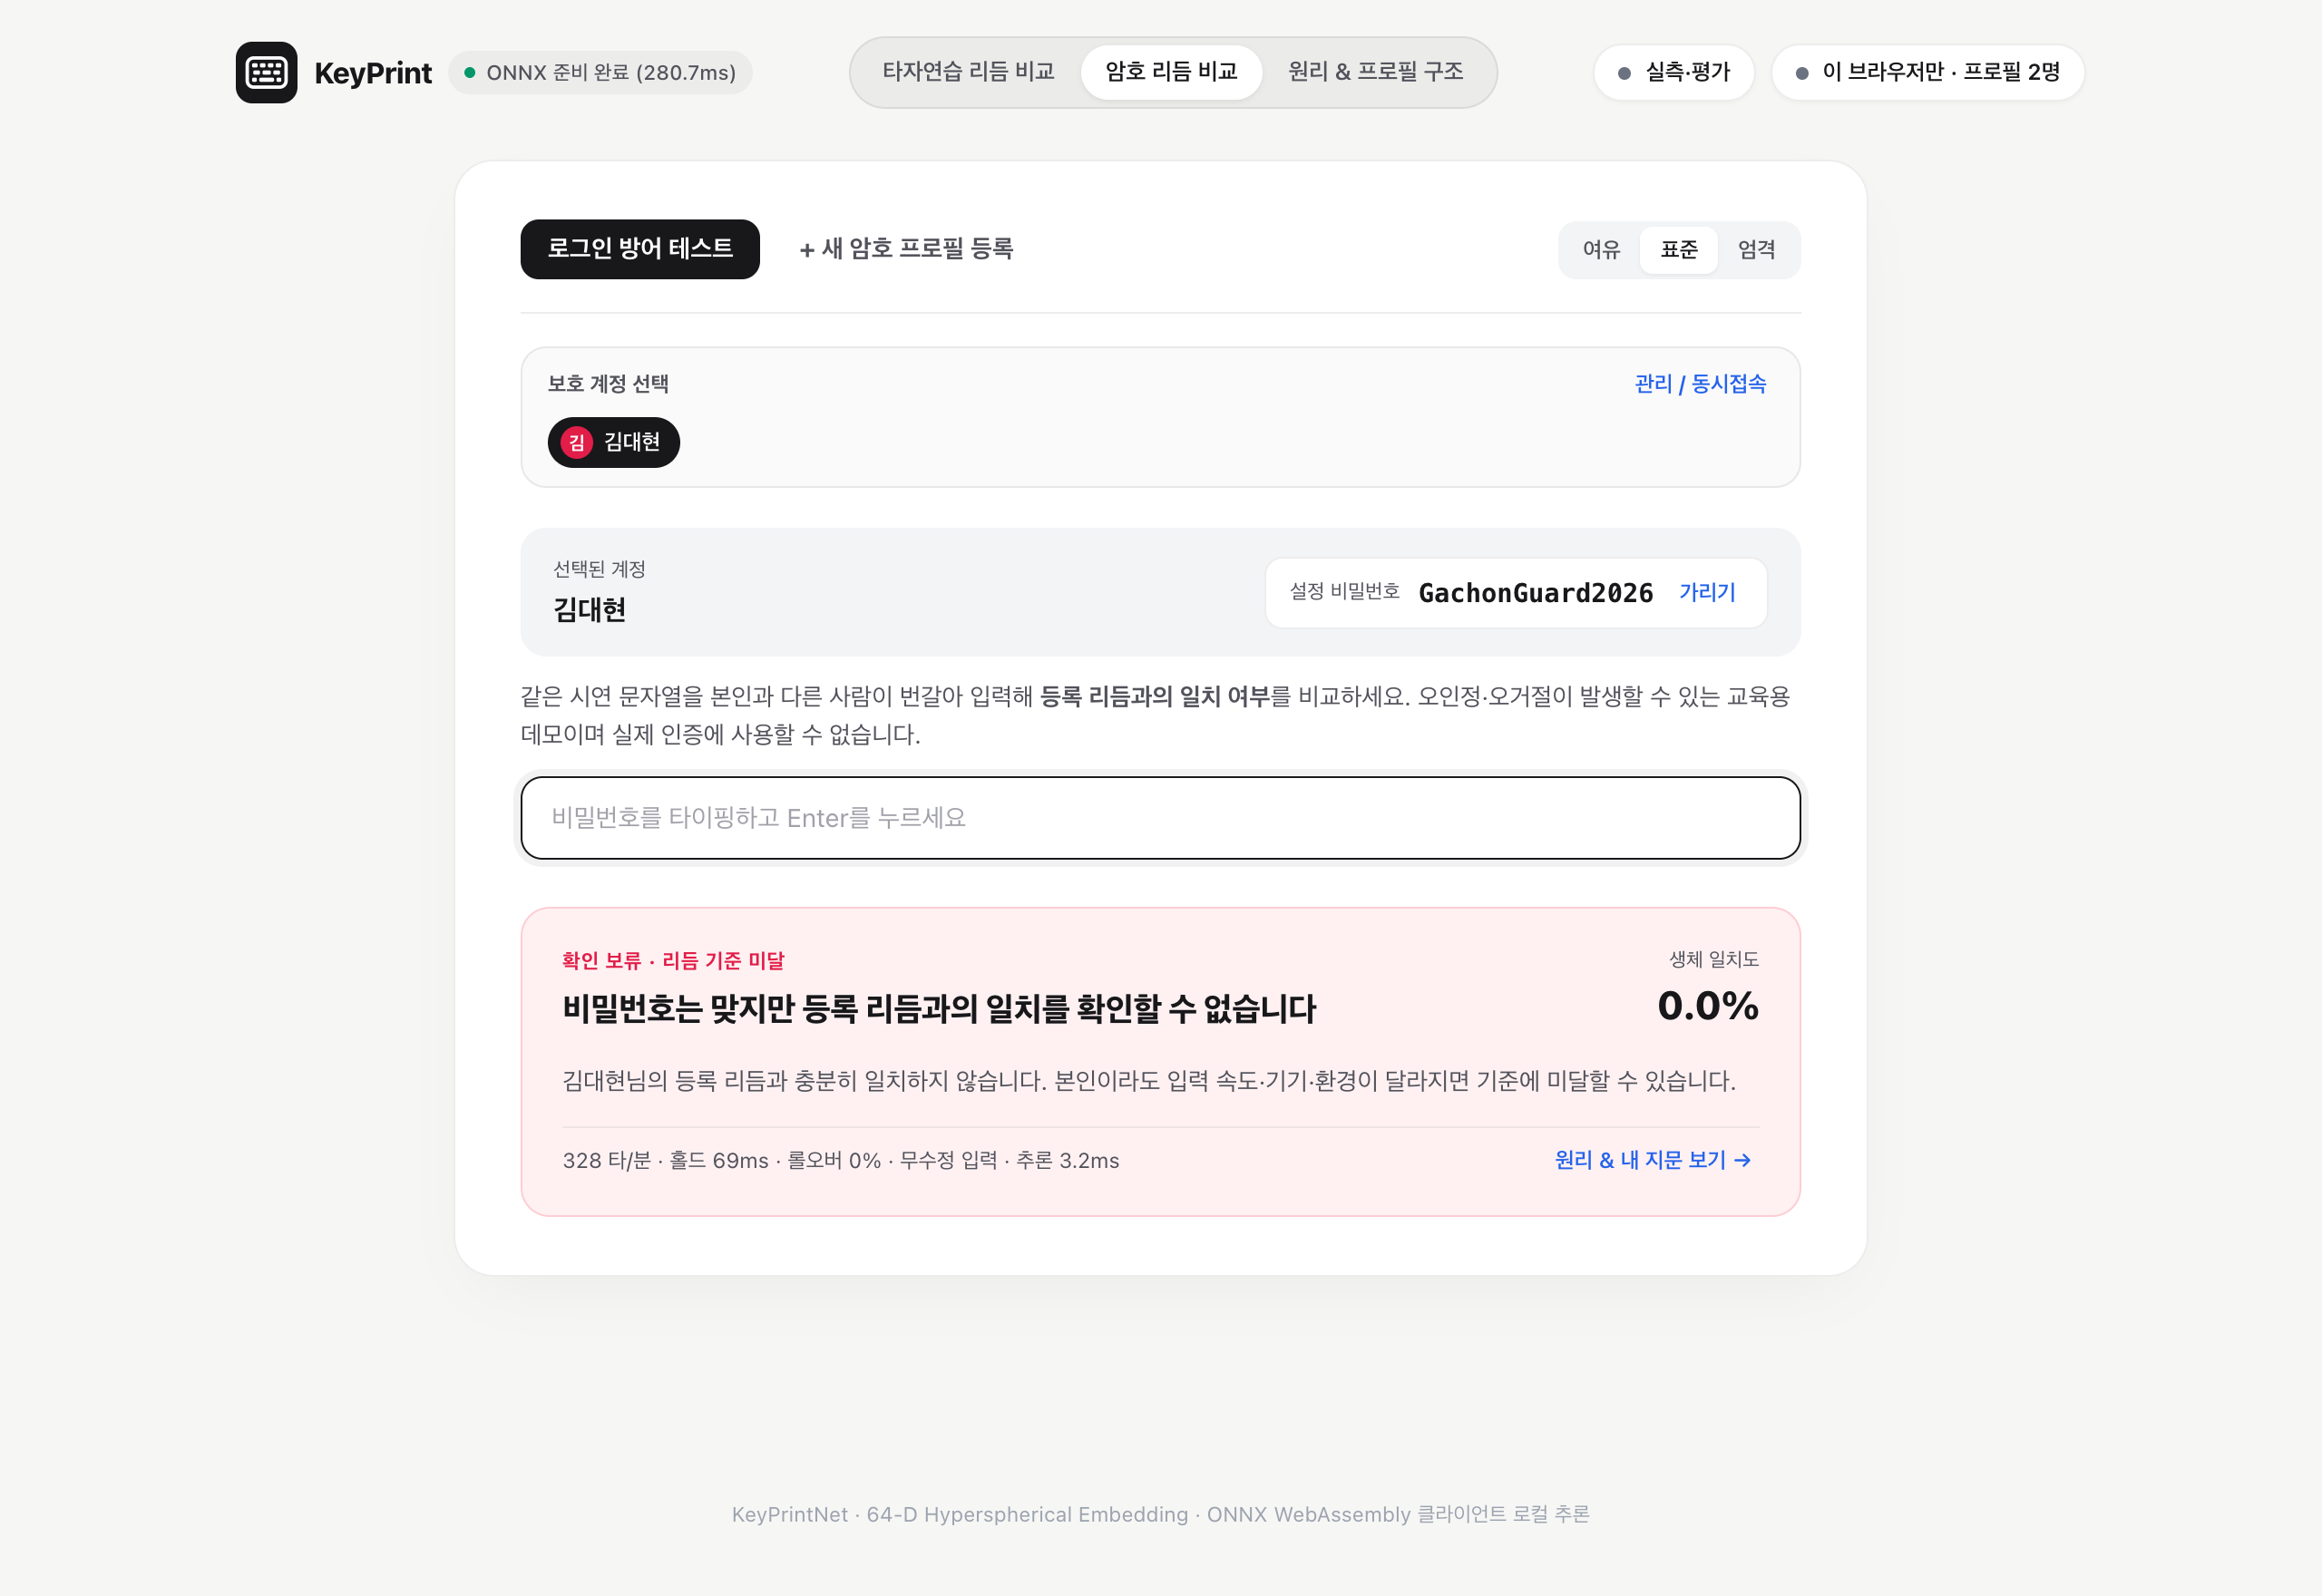 KeyPrint
ONNX 준비 완료 (280.7ms)
타자연습 리듬 비교
암호 리듬 비교
원리 & 프로필 구조
실측·평가
이 브라우저만 · 프로필 2명
로그인 방어 테스트
+ 새 암호 프로필 등록
여유
표준
엄격
보호 계정 선택
관리 / 동시접속
김
김대현
선택된 계정
김대현
설정 비밀번호 GachonGuard2026 가리기
같은 시연 문자열을 본인과 다른 사람이 번갈아 입력해 등록 리듬과의 일치 여부를 비교하세요. 오인정·오거절이 발생할 수 있는 교육용
데모이며 실제 인증에 사용할 수 없습니다.
비밀번호를 타이핑하고 Enter를 누르세요
확인 보류 · 리듬 기준 미달
생체 일치도
비밀번호는 맞지만 등록 리듬과의 일치를 확인할 수 없습니다
0.0%
김대현님의 등록 리듬과 충분히 일치하지 않습니다. 본인이라도 입력 속도·기기·환경이 달라지면 기준에 미달할 수 있습니다.
328 타/분 · 홀드 69ms · 롤오버 0% · 무수정 입력 · 추론 3.2ms
원리 & 내 지문 보기 →
KeyPrintNet · 64-D Hyperspherical Embedding · ONNX WebAssembly 클라이언트 로컬 추론